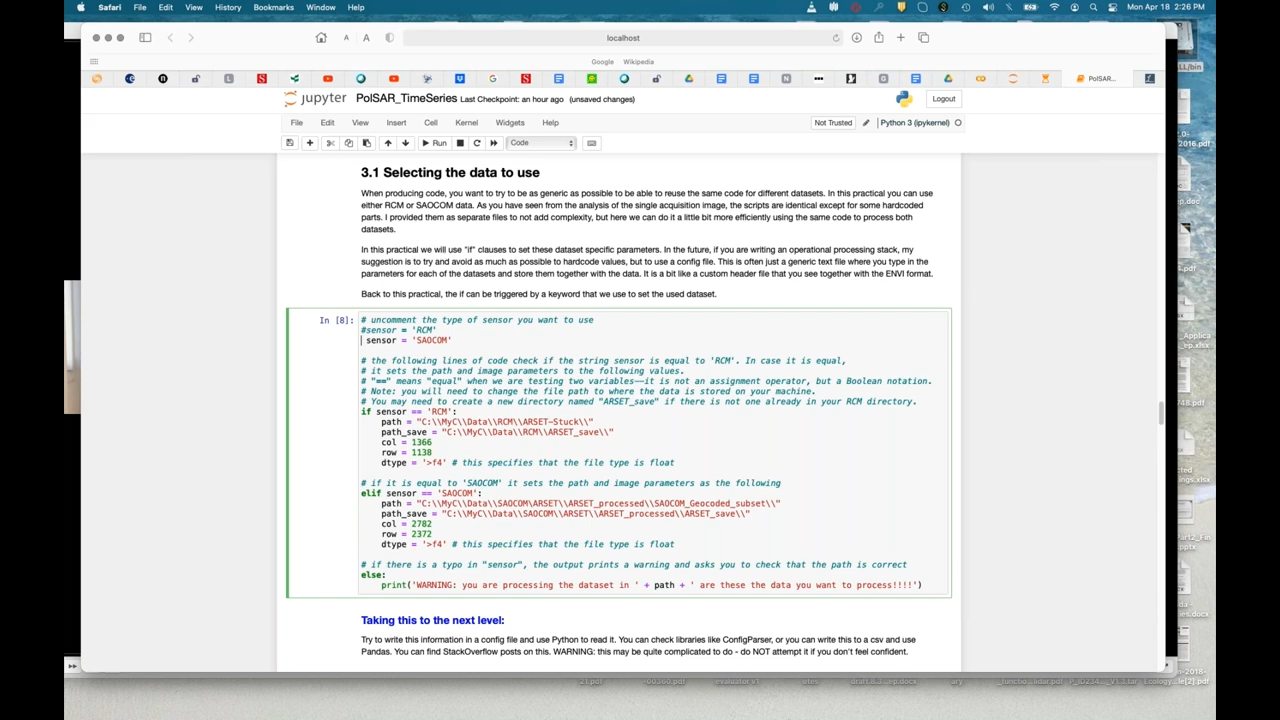 Safari File Edit View History Bookmarks Window Help Mon Apr 18 2:26 PM
A A localhost
Google Wikipedia
PolSAR...
jupyter PolSAR_TimeSeries Last Checkpoint: an hour ago (unsaved changes) Logout
File Edit View Insert Cell Kernel Widgets Help Not Trusted Python 3 (ipykernel)
Run Code
3.1 Selecting the data to use
When producing code, you want to try to be as generic as possible to be able to reuse the same code for different datasets. In this practical you can use
either RCM or SAOCOM data. As you have seen from the analysis of the single acquisition image, the scripts are identical except for some hardcoded
parts. I provided them as separate files to not add complexity, but here we can do it a little bit more efficiently using the same code to process both
datasets.
In this practical we will use "if" clauses to set these dataset specific parameters. In the future, if you are writing an operational processing stack, my
suggestion is to try and avoid as much as possible to hardcode values, but to use a config file. This is often just a generic text file where you type in the
parameters for each of the datasets and store them together with the data. It is a bit like a custom header file that you see together with the ENVI format.
Back to this practical, the if can be triggered by a keyword that we use to set the used dataset.
In [8]: # uncomment the type of sensor you want to use
#sensor = 'RCM'
sensor = 'SAOCOM'
# the following lines of code check if the string sensor is equal to 'RCM'. In case it is equal,
# it sets the path and image parameters to the following values.
# "==" means "equal" when we are testing two variables--it is not an assignment operator, but a Boolean notation.
# Note: you will need to change the file path to where the data is stored on your machine.
# You may need to create a new directory named "ARSET_save" if there is not one already in your RCM directory.
if sensor == 'RCM':
path = "C:\\MyC\\Data\\RCM\\ARSET-Stuck\\"
path_save = "C:\\MyC\\Data\\RCM\\ARSET_save\\"
col = 1366
row = 1138
dtype = '>f4' # this specifies that the file type is float
# if it is equal to 'SAOCOM' it sets the path and image parameters as the following
elif sensor == 'SAOCOM':
path = "C:\\MyC\\Data\\SAOCOM\ARSET\\ARSET_processed\\SAOCOM_Geocoded_subset\\"
path_save = "C:\\MyC\\Data\\SAOCOM\\ARSET\\ARSET_processed\\ARSET_save\\"
col = 2782
row = 2372
dtype = '>f4' # this specifies that the file type is float
# if there is a typo in "sensor", the output prints a warning and asks you to check that the path is correct
else:
print('WARNING: you are processing the dataset in ' + path + ' are these the data you want to process!!!!')
Taking this to the next level:
Try to write this information in a config file and use Python to read it. You can check libraries like ConfigParser, or you can write this to a csv and use
Pandas. You can find StackOverflow posts on this. WARNING: this may be quite complicated to do - do NOT attempt it if you don't feel confident.